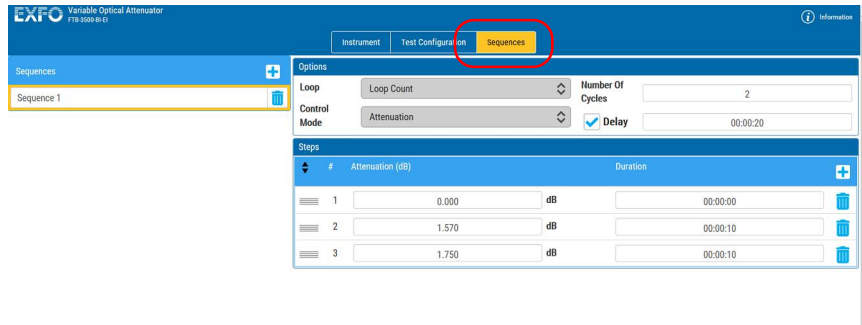 EXFO Variable Optical Attenuator
FTB-3500-BI-EI
Information
Instrument Test Configuration Sequences
Sequences
Sequence 1
Options
Loop Loop Count Number Of Cycles 2
Control Mode Attenuation Delay 00:00:20
Steps
# Attenuation (dB) Duration
1 0.000 dB 00:00:00
2 1.570 dB 00:00:10
3 1.750 dB 00:00:10